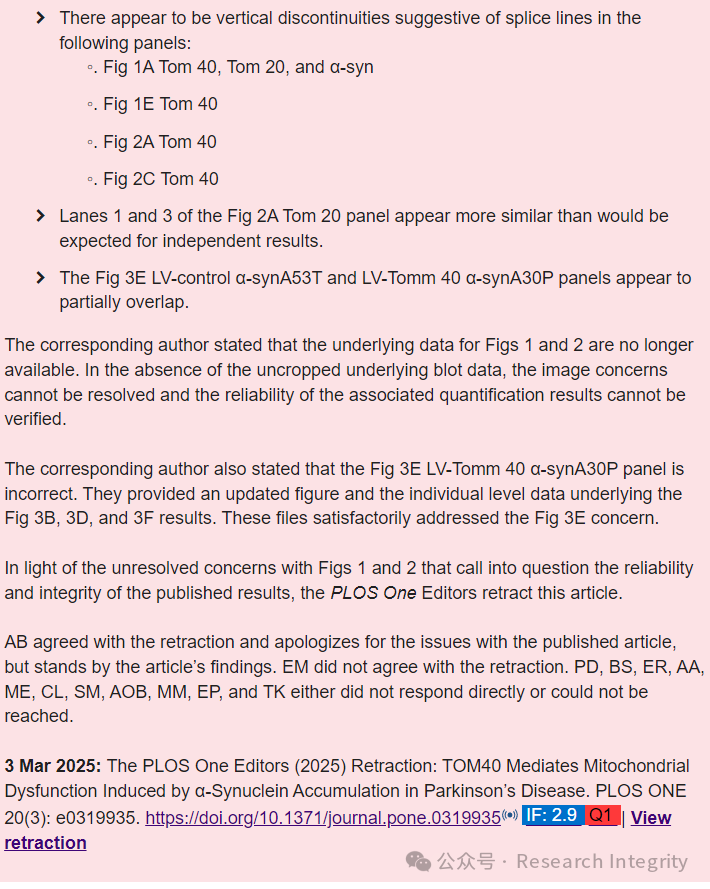 There appear to be vertical discontinuities suggestive of splice lines in the
following panels:
◦. Fig 1A Tom 40, Tom 20, and α-syn
◦. Fig 1E Tom 40
◦. Fig 2A Tom 40
◦. Fig 2C Tom 40
Lanes 1 and 3 of the Fig 2A Tom 20 panel appear more similar than would be
expected for independent results.
The Fig 3E LV-control α-synA53T and LV-Tomm 40 α-synA30P panels appear to
partially overlap.
The corresponding author stated that the underlying data for Figs 1 and 2 are no longer
available. In the absence of the uncropped underlying blot data, the image concerns
cannot be resolved and the reliability of the associated quantification results cannot be
verified.
The corresponding author also stated that the Fig 3E LV-Tomm 40 α-synA30P panel is
incorrect. They provided an updated figure and the individual level data underlying the
Fig 3B, 3D, and 3F results. These files satisfactorily addressed the Fig 3E concern.
In light of the unresolved concerns with Figs 1 and 2 that call into question the reliability
and integrity of the published results, the PLOS One Editors retract this article.
AB agreed with the retraction and apologizes for the issues with the published article,
but stands by the article's findings. EM did not agree with the retraction. PD, BS, ER, AA,
ME, CL, SM, AOB, MM, EP, and TK either did not respond directly or could not be
reached.
3 Mar 2025: The PLOS One Editors (2025) Retraction: TOM40 Mediates Mitochondrial
Dysfunction Induced by α-Synuclein Accumulation in Parkinson's Disease. PLOS ONE
20(3): e0319935. https://doi.org/10.1371/journal.pone.0319935 IF: 2.9 Q1 | View
retraction
公众号 · Research Integrity